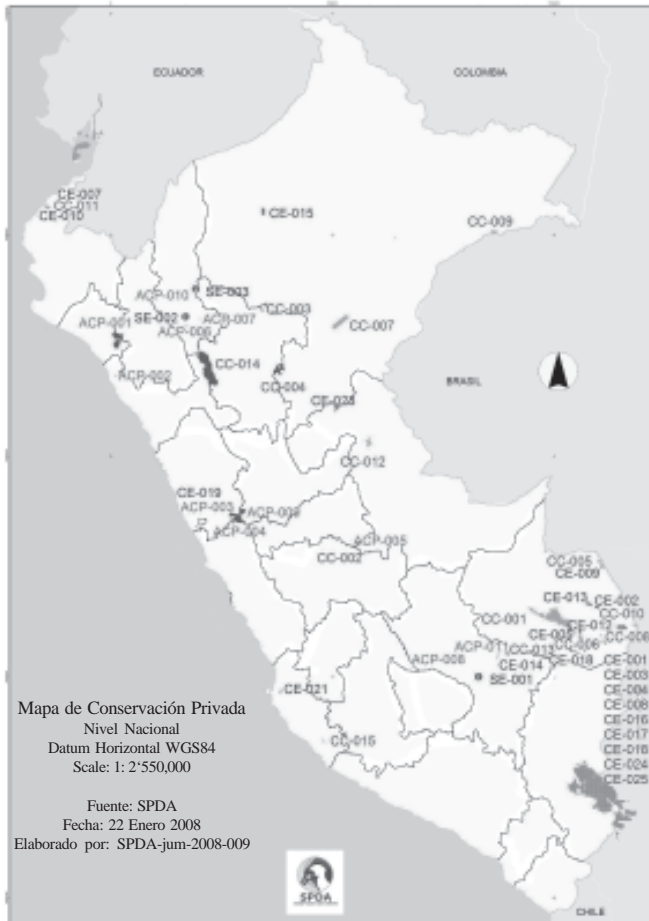 ECUADOR
COLOMBIA
CE-007
CC-011
CE-010
CE-015
CC-009
ACP-010
SE-003
CC-003
ACP-001
SE-002
ACP-007
ACP-006
CC-007
ACP-002
CC-014
CC-004
BRASIL
CC-012
CE-019
ACP-003
ACP-004
ACP-005
CC-002
CC-005
CE-009
CE-013
CE-002
CC-010
CC-001
CE-012
CC-008
CC-006
ACP-011
CC-013
ACP-008
CE-014
CE-018
CE-001
SE-001
CE-003
CE-004
CE-008
CE-016
CE-017
CE-024
CE-025
CE-021
CC-015
Mapa de Conservación Privada
Nivel Nacional
Datum Horizontal WGS84
Scale: 1: 2‘550,000
Fuente: SPDA
Fecha: 22 Enero 2008
Elaborado por: SPDA-jum-2008-009
SPDA
CHILE